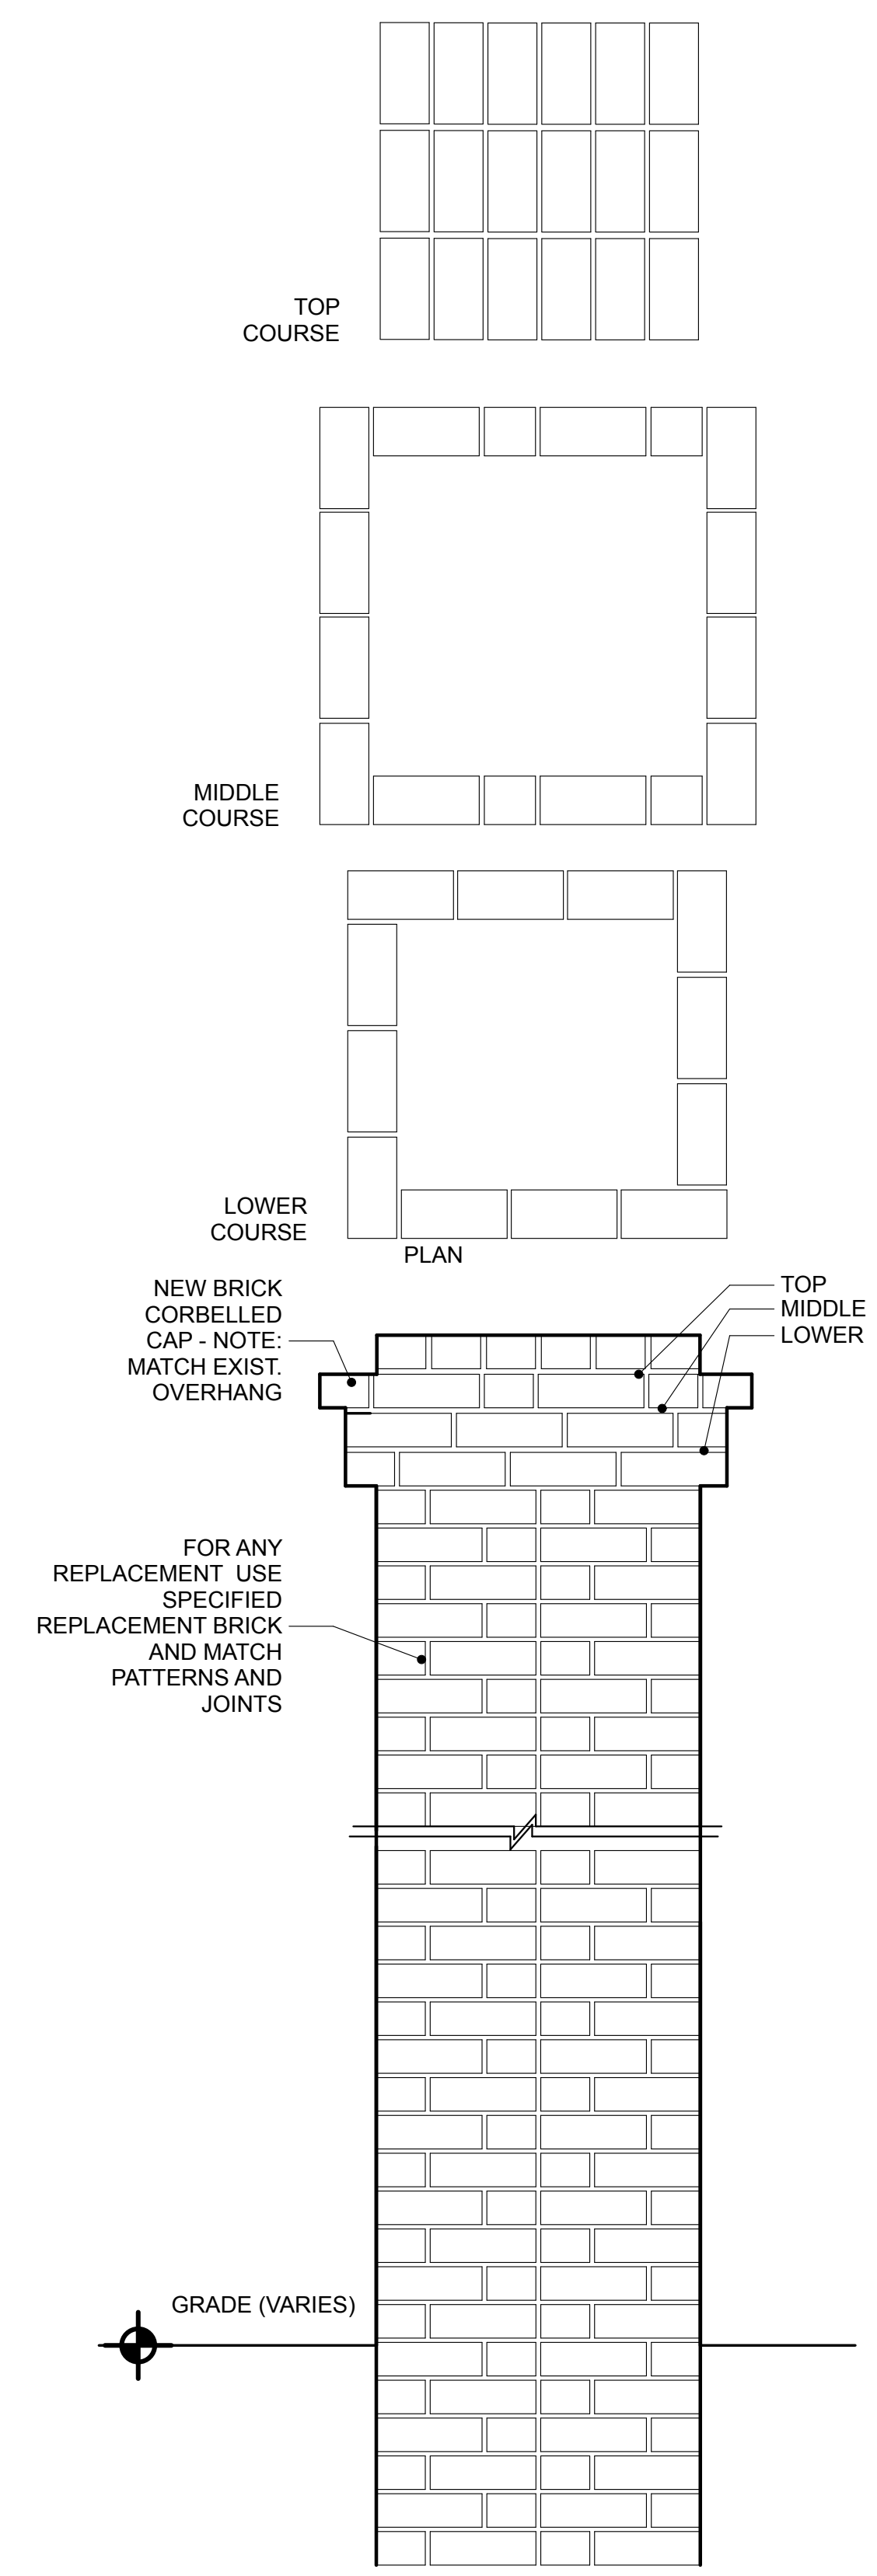 TOP
COURSE
MIDDLE
COURSE
LOWER
COURSE
PLAN
NEW BRICK
CORBELLED
CAP - NOTE:
MATCH EXIST.
OVERHANG
TOP
MIDDLE
LOWER
FOR ANY
REPLACEMENT USE
SPECIFIED
REPLACEMENT BRICK
AND MATCH
PATTERNS AND
JOINTS
GRADE (VARIES)